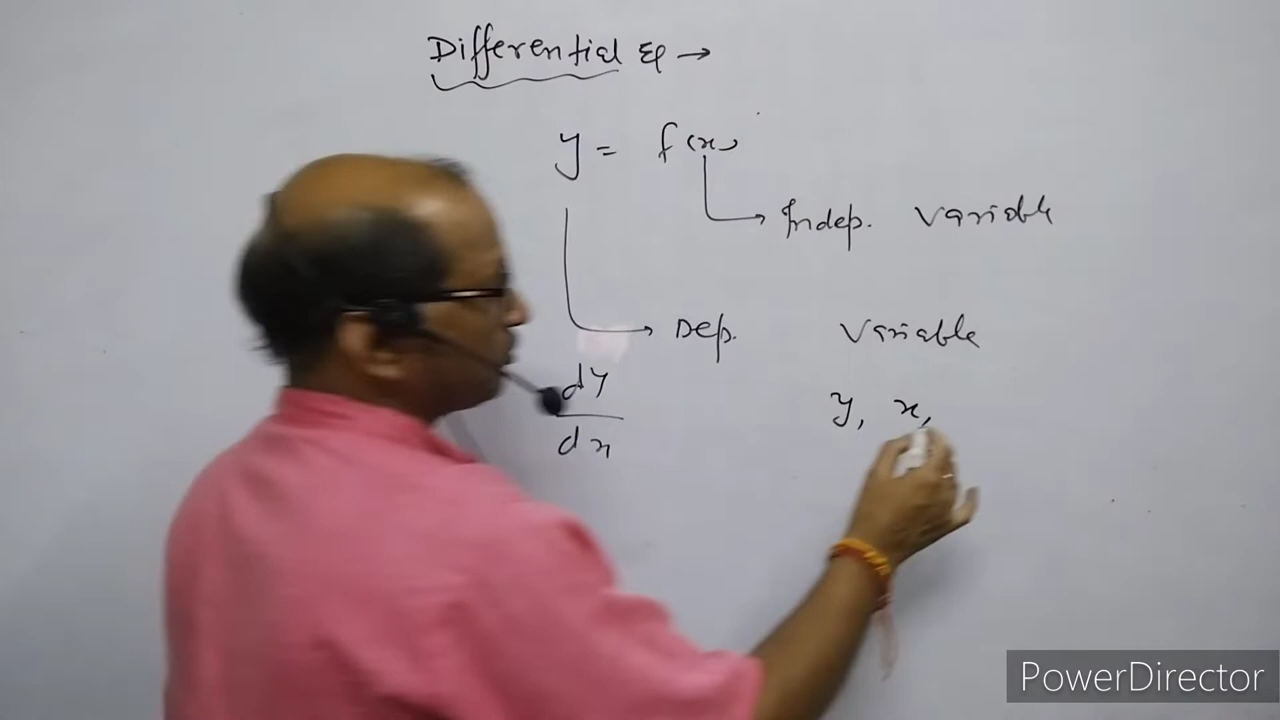 Differential Eq →
y = f(x)
Indep. Variable
Dep. Variable
dy
dx
y, x,
PowerDirector